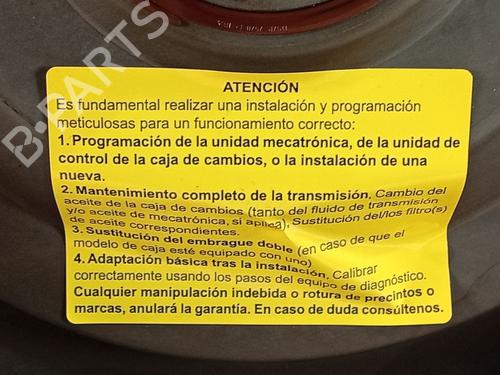 ATENCIÓN
Es fundamental realizar una instalación y programación
meticulosas para un funcionamiento correcto:
1. Programación de la unidad mecatrónica, de la unidad de
control de la caja de cambios, o la instalación de una
nueva.
2. Mantenimiento completo de la transmisión, Cambio del
aceite de la caja de cambios (tanto del fluido de transmisión
y/o aceite de mecatrónica, si aplica), Sustitución del/los filtro(s)
de aceite correspondientes.
3. Sustitución del embrague doble (en caso de que el
modelo de caja esté equipado con uno)
4. Adaptación básica tras la instalación, Calibrar
correctamente usando los pasos del equipo de diagnóstico.
Cualquier manipulación indebida o rotura de precintos o
marcas, anulará la garantía. En caso de duda consúltenos.
B-PARTS